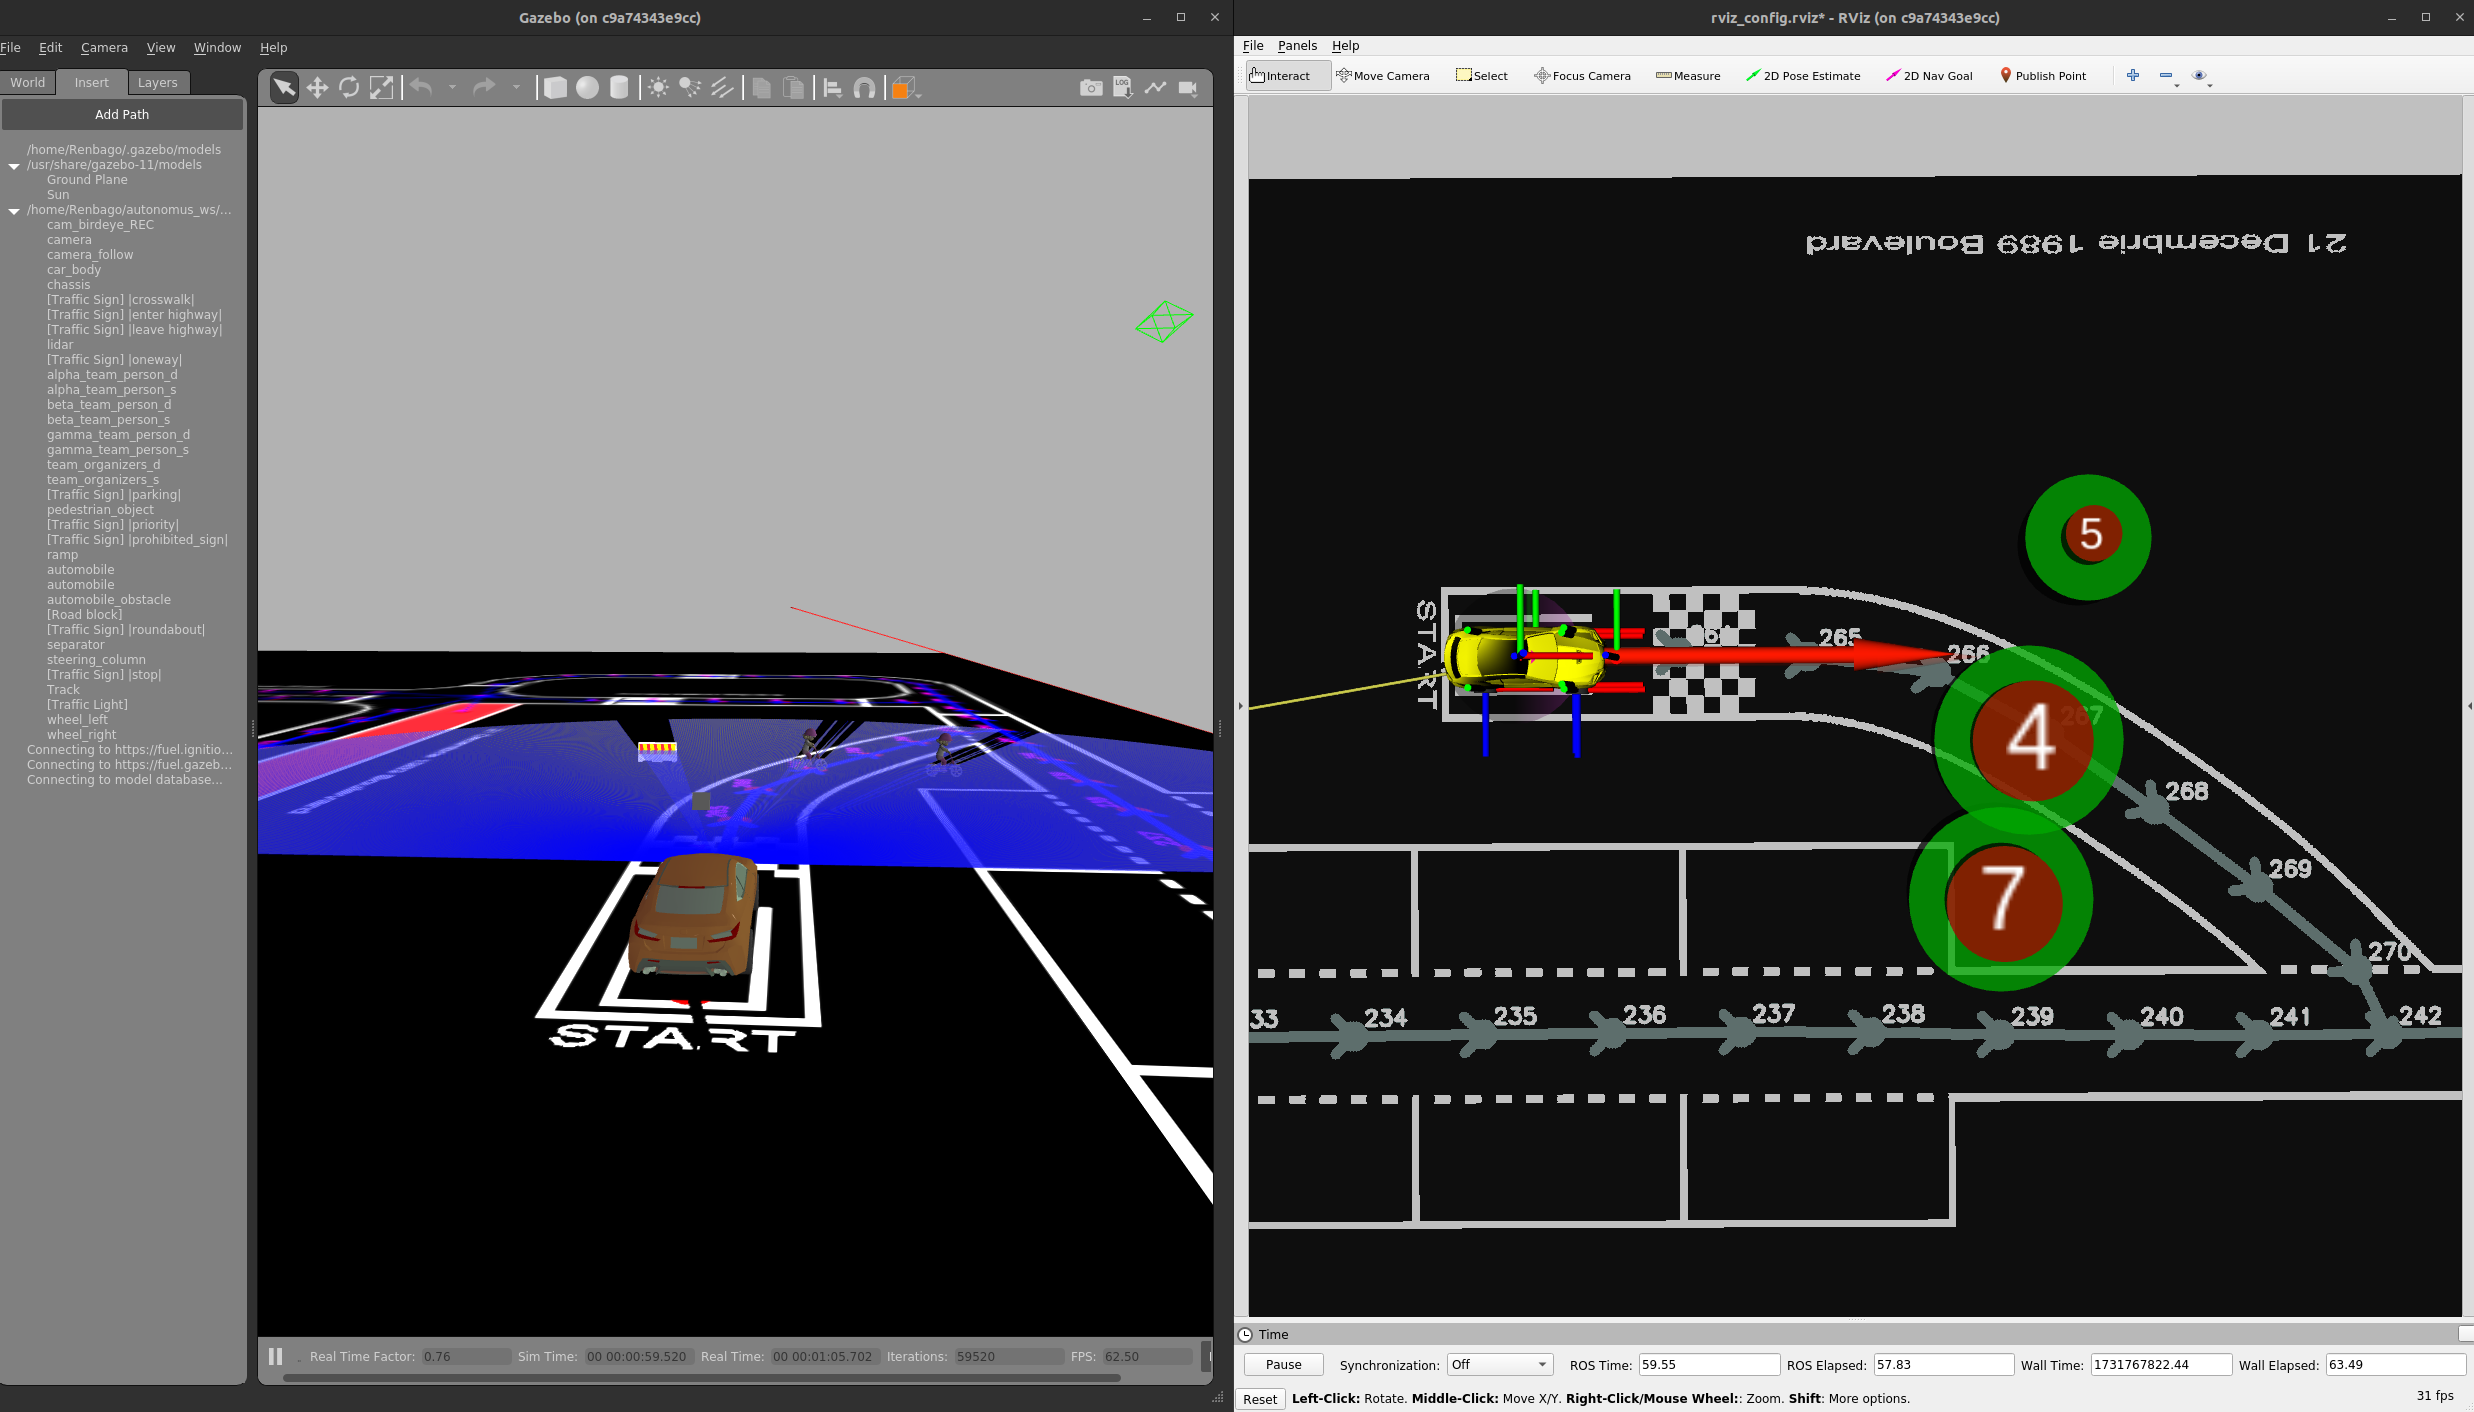 Gazebo (on c9a74343e9cc)
File Edit Camera View Window Help
World Insert Layers
Add Path
/home/Renbago/.gazebo/models
/usr/share/gazebo-11/models
Ground Plane
Sun
/home/Renbago/autonomus_ws/...
cam_birdeye_REC
camera
camera_follow
car_body
chassis
[Traffic Sign] |crosswalk|
[Traffic Sign] |enter highway|
[Traffic Sign] |leave highway|
lidar
[Traffic Sign] |oneway|
alpha_team_person_d
alpha_team_person_s
beta_team_person_d
beta_team_person_s
gamma_team_person_d
gamma_team_person_s
team_organizers_d
team_organizers_s
[Traffic Sign] |parking|
pedestrian_object
[Traffic Sign] |priority|
[Traffic Sign] |prohibited_sign|
ramp
automobile
automobile
automobile_obstacle
[Road block]
[Traffic Sign] |roundabout|
separator
steering_column
[Traffic Sign] |stop|
Track
[Traffic Light]
wheel_left
wheel_right
Connecting to https://fuel.ignitio...
Connecting to https://fuel.gazeb...
Connecting to model database...
LOG
START
Real Time Factor: 0.76 Sim Time: 00 00:00:59.520 Real Time: 00 00:01:05.702 Iterations: 59520 FPS: 62.50
rviz_config.rviz* - RViz (on c9a74343e9cc)
File Panels Help
Interact Move Camera Select Focus Camera Measure 2D Pose Estimate 2D Nav Goal Publish Point
21 Decembrie 1989 Boulevard
START
5
265
266
4
267
268
7
269
270
33 234 235 236 237 238 239 240 241 242
Time
Pause Synchronization: Off ROS Time: 59.55 ROS Elapsed: 57.83 Wall Time: 1731767822.44 Wall Elapsed: 63.49
Reset Left-Click: Rotate. Middle-Click: Move X/Y. Right-Click/Mouse Wheel:: Zoom. Shift: More options. 31 fps